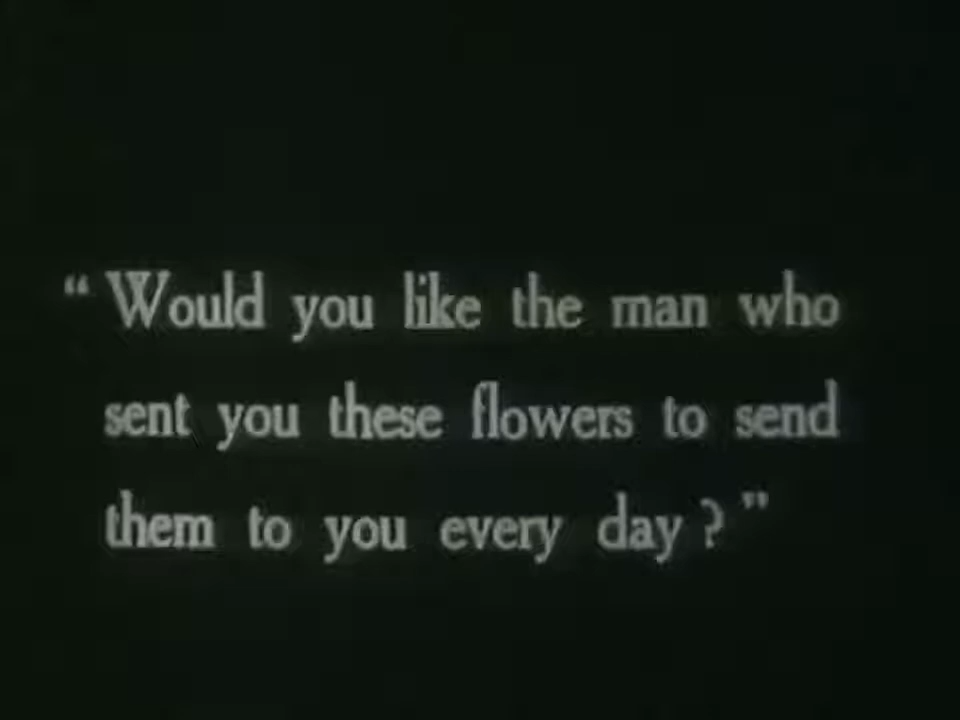 “Would you like the man who
sent you these flowers to send
them to you every day?”